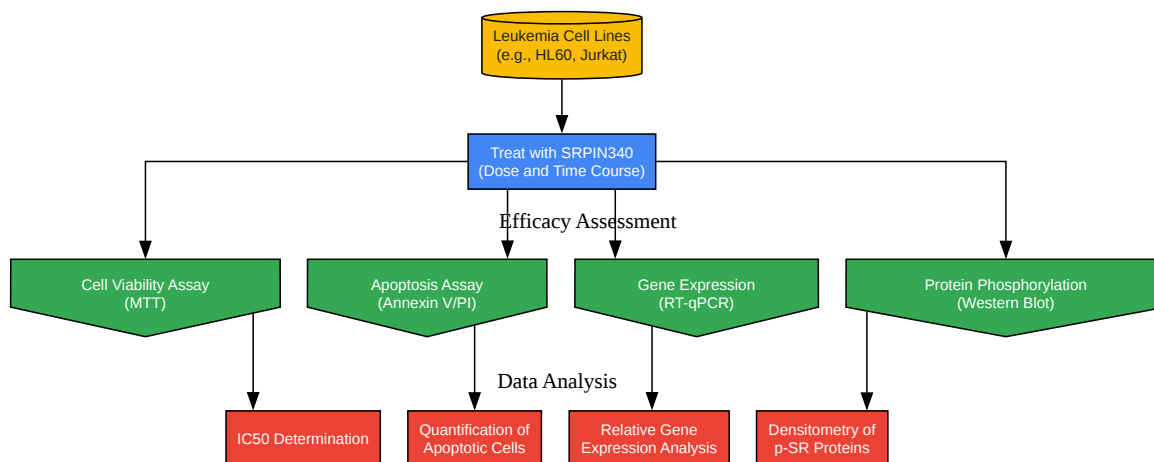 Leukemia Cell Lines
(e.g., HL60, Jurkat)
Treat with SRPIN340
(Dose and Time Course)
Efficacy Assessment
Cell Viability Assay
(MTT)
Apoptosis Assay
(Annexin V/PI)
Gene Expression
(RT-qPCR)
Protein Phosphorylation
(Western Blot)
Data Analysis
IC50 Determination
Quantification of
Apoptotic Cells
Relative Gene
Expression Analysis
Densitometry of
p-SR Proteins